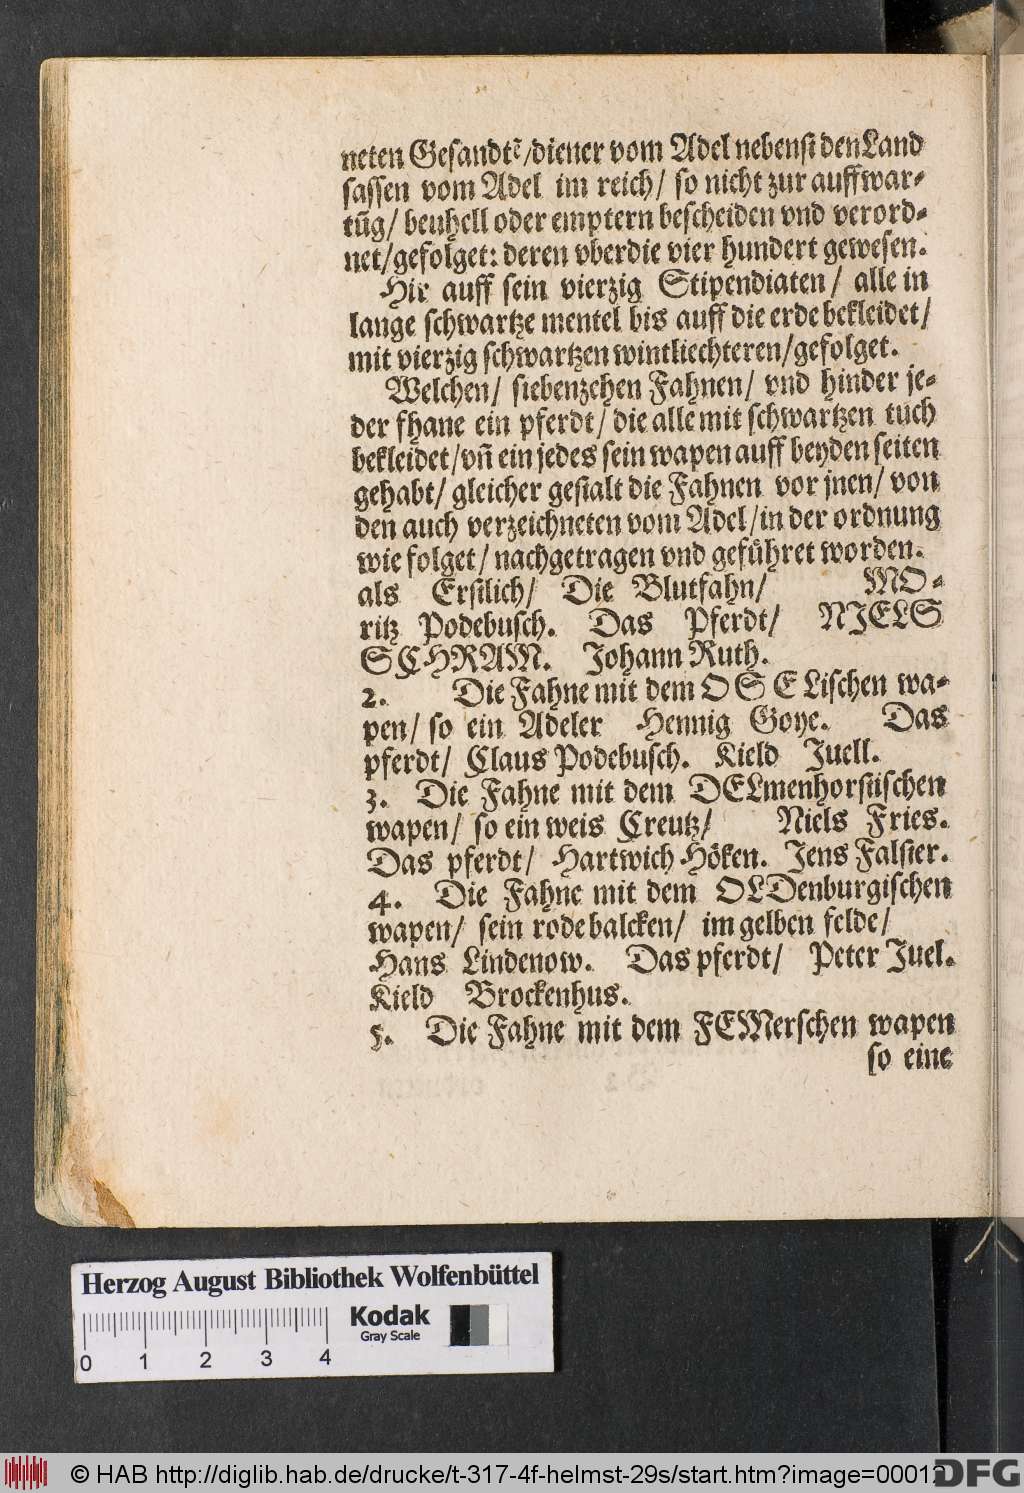 neten Gesandtẽ/diener vom Adel nebenst den Land
sassen vom Adel im reich/ so nicht zur auffwar-
tũg/ beuhell oder emptern bescheiden vnd verord-
net/gefolget: deren vberdie vier hundert gewesen.
Hir auff sein vierzig Stipendiaten/ alle in
lange schwartze mentel bis auff die erde bekleidet/
mit vierzig schwartzen wintliechteren/gefolget.
Welchen/ siebenzehen Fahnen/ vnd hinder je-
der fhane ein pferdt/ die alle mit schwartzen tuch
bekleidet/vñ ein jedes sein wapen auff beyden seiten
gehabt/ gleicher gestalt die Fahnen vor jnen/ von
den auch verzeichneten vom Adel/in der ordnung
wie folget/ nachgetragen vnd geführet worden.
als Erstlich/ Die Blutfahn/ MO-
ritz Podebusch. Das Pferdt/ NIELS
SCHRAM. Johann Ruth.
2. Die Fahne mit dem OSELischen wa-
pen/ so ein Adeler Hennig Goye. Das
pferdt/ Claus Podebusch. Kield Juell.
3. Die Fahne mit dem DELmenhorstischen
wapen/ so ein weis Creutz/ Niels Fries.
Das pferdt/ Hartwich Höken. Jens Falster.
4. Die Fahne mit dem OLDenburgischen
wapen/ sein rode balcken/ im gelben felde/
Hans Lindenow. Das pferdt/ Peter Juel.
Kield Brockenhus.
5. Die Fahne mit dem FEMerschen wapen
so eine
Herzog August Bibliothek Wolfenbüttel
Kodak
Gray Scale
0 1 2 3 4
© HAB http://diglib.hab.de/drucke/t-317-4f-helmst-29s/start.htm?image=00012
DFG